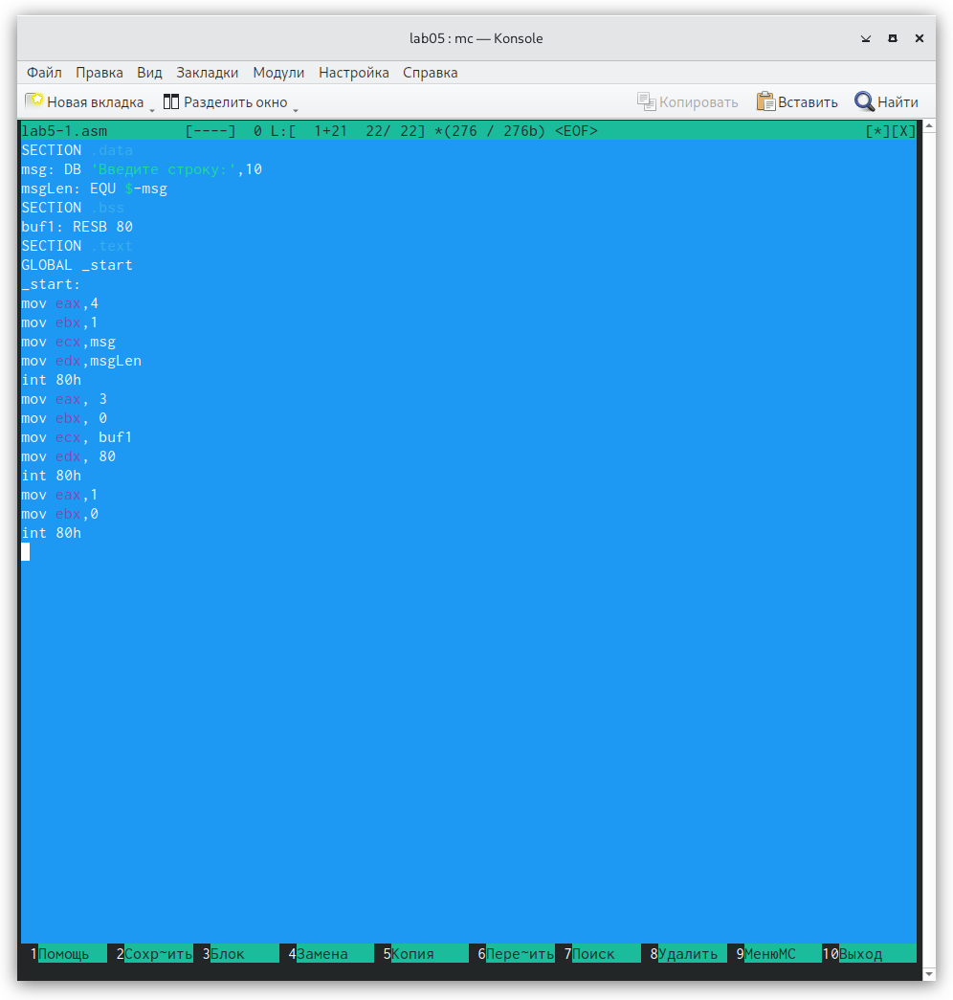 lab05 : mc — Konsole
Файл Правка Вид Закладки Модули Настройка Справка
Новая вкладка Разделить окно Копировать Вставить Найти
lab5-1.asm [----] 0 L:[ 1+21 22/ 22] *(276 / 276b) <EOF> [*][X]
SECTION .data
msg: DB 'Введите строку:',10
msgLen: EQU $-msg
SECTION .bss
buf1: RESB 80
SECTION .text
GLOBAL _start
_start:
mov eax,4
mov ebx,1
mov ecx,msg
mov edx,msgLen
int 80h
mov eax, 3
mov ebx, 0
mov ecx, buf1
mov edx, 80
int 80h
mov eax,1
mov ebx,0
int 80h
1Помощь 2Сохр~ить 3Блок 4Замена 5Копия 6Пере~ить 7Поиск 8Удалить 9МенюМС 10Выход